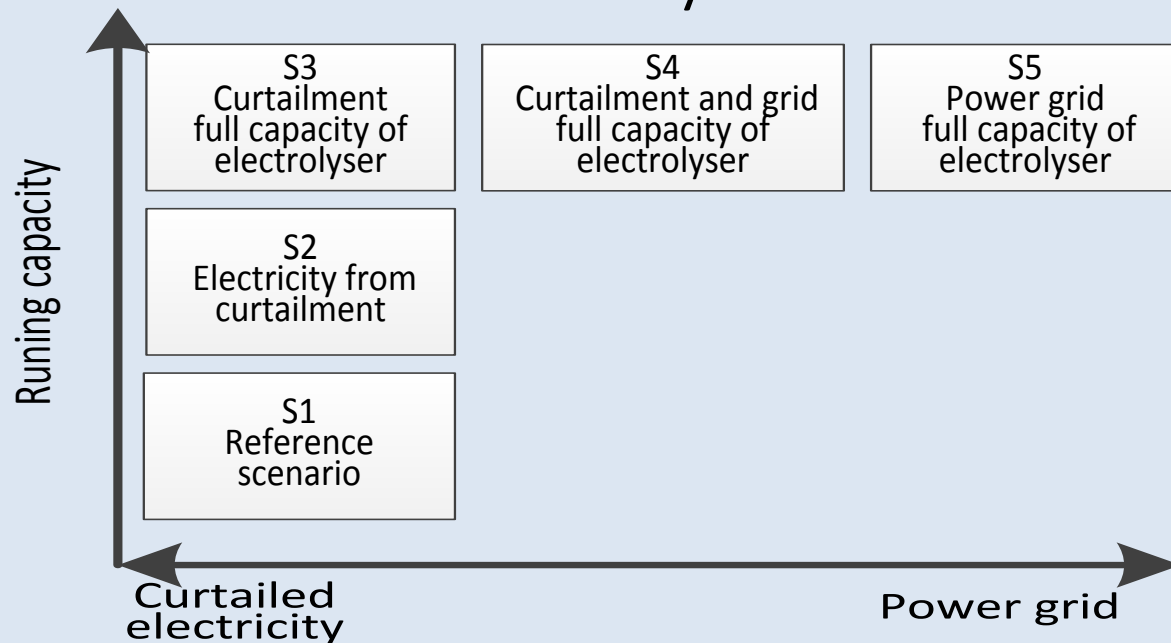 S3
Curtailment
full capacity of
electrolyser
S4
Curtailment and grid
full capacity of
electrolyser
S5
Power grid
full capacity of
electrolyser
S2
Electricity from
curtailment
S1
Reference
scenario
Runing capacity
Curtailed
electricity
Power grid